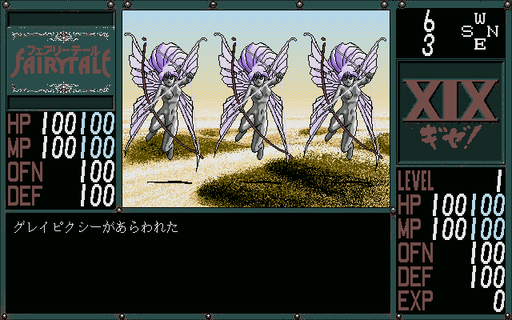 フェアリーテール
FAIRYTALE
HP 100 100
MP 100 100
OFN 100
DEF 100
グレイピクシーがあらわれた
6
3
W
S N
E
XIX
ギゼ!
LEVEL 1
HP 100 100
MP 100 100
OFN 100
DEF 100
EXP 0